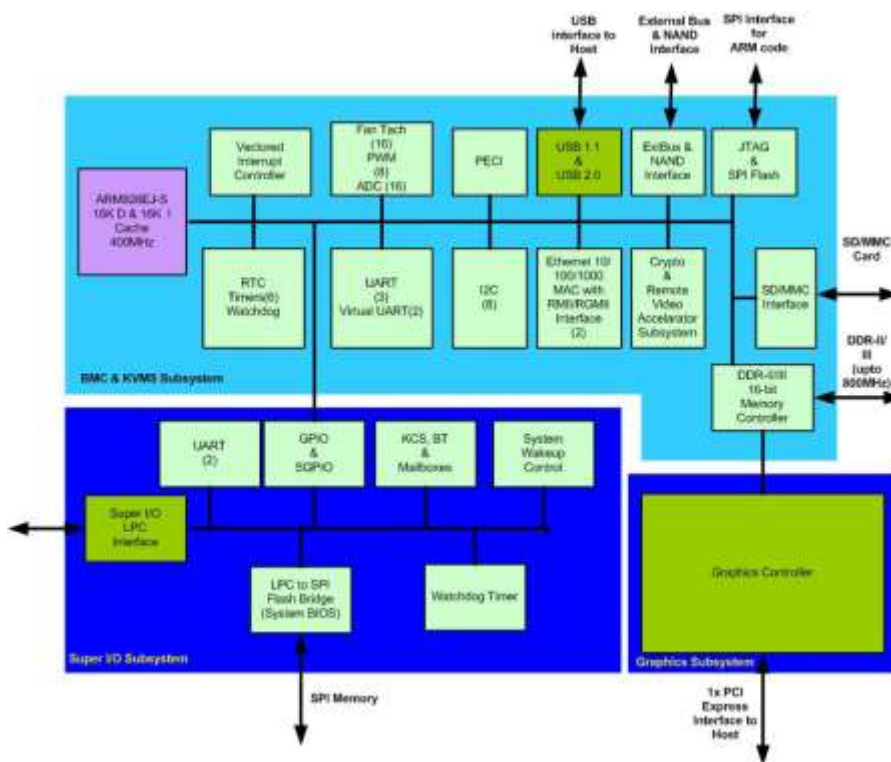 USB
Interface to
Host
External Bus
& NAND
Interface
SPI Interface
for
ARM code
Vectored
Interrupt
Controller
Fan Tach
(16)
PWM
(8)
ADC (16)
PECI
USB 1.1
&
USB 2.0
ExtBus &
NAND
Interface
JTAG
&
SPI Flash
ARM926EJ-S
16K D & 16K I
Cache
400MHz
RTC
Timers(6)
Watchdog
UART
(3)
Virtual UART(2)
I2C
(8)
Ethernet 10/
100/1000
MAC with
RMII/RGMII
Interface
(2)
Crypto
&
Remote
Video
Accelarator
Subsystem
SD/MMC
Interface
SD/MMC
Card
DDR-II/
III
(upto
800MHz)
DDR-II/III
16-bit
Memory
Controller
BMC & KVMS Subsystem
UART
(2)
GPIO
&
SGPIO
KCS, BT
&
Mailboxes
System
Wakeup
Control
Super I/O
LPC
Interface
LPC to SPI
Flash Bridge
(System BIOS)
Watchdog Timer
Super I/O Subsystem
SPI Memory
Graphics Controller
Graphics Subsystem
1x PCI
Express
Interface to
Host